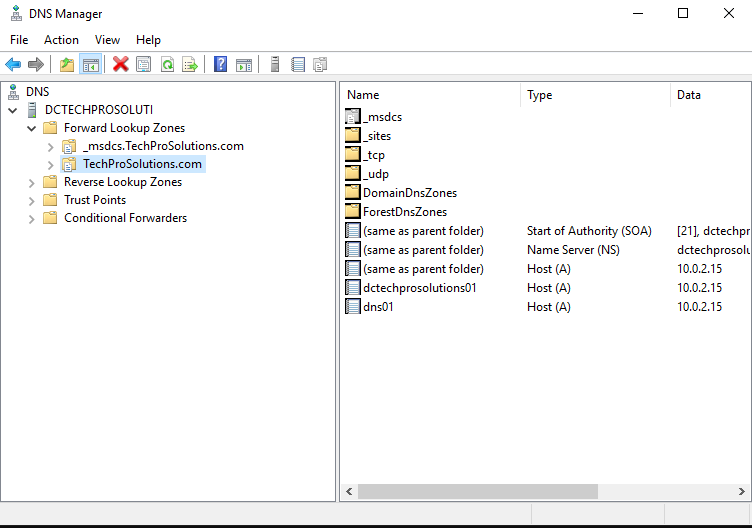 DNS Manager
File Action View Help
DNS
DCTECHPROSOLUTI
Forward Lookup Zones
_msdcs.TechProSolutions.com
TechProSolutions.com
Reverse Lookup Zones
Trust Points
Conditional Forwarders
Name Type Data
_msdcs
_sites
_tcp
_udp
DomainDnsZones
ForestDnsZones
(same as parent folder) Start of Authority (SOA) [21], dctechpro
(same as parent folder) Name Server (NS) dctechprosolu
(same as parent folder) Host (A) 10.0.2.15
dctechprosolutions01 Host (A) 10.0.2.15
dns01 Host (A) 10.0.2.15